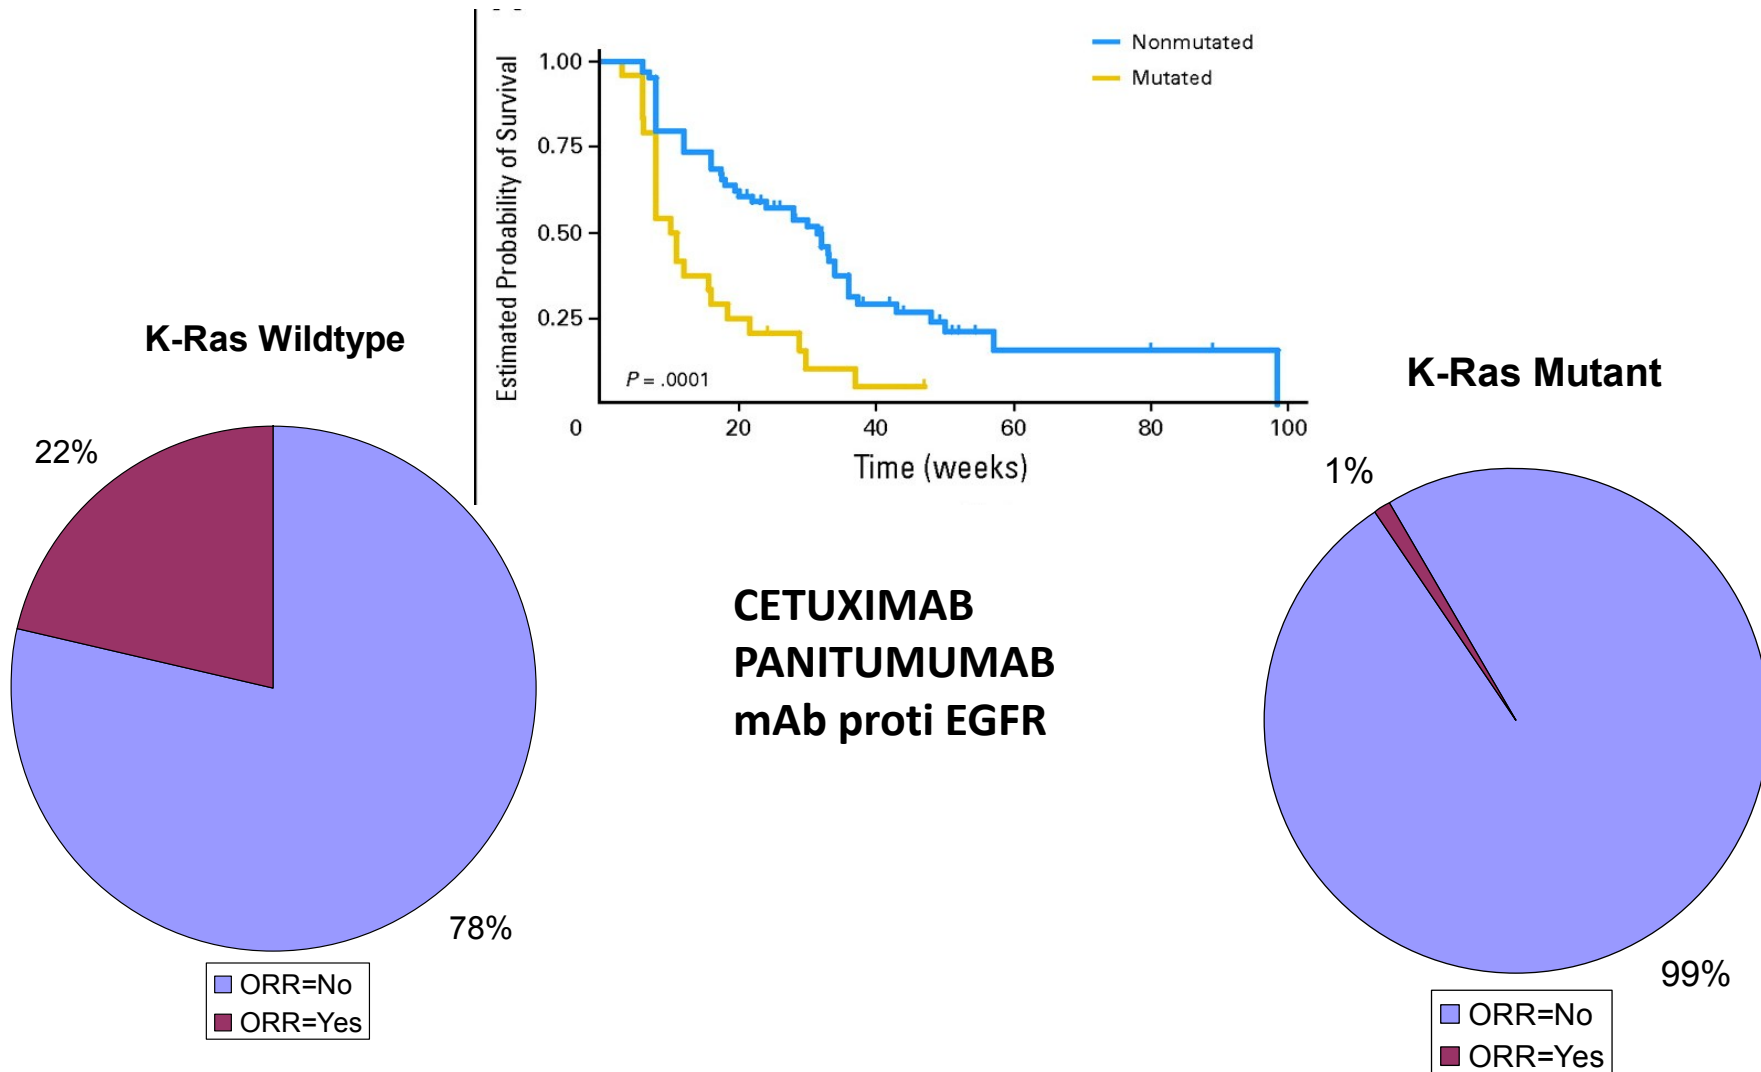 Nonmutated
Mutated
Estimated Probability of Survival
1.00
0.75
0.50
0.25
P = .0001
0 20 40 60 80 100
Time (weeks)
K-Ras Wildtype
22%
78%
ORR=No
ORR=Yes
CETUXIMAB
PANITUMUMAB
mAb proti EGFR
K-Ras Mutant
1%
99%
ORR=No
ORR=Yes